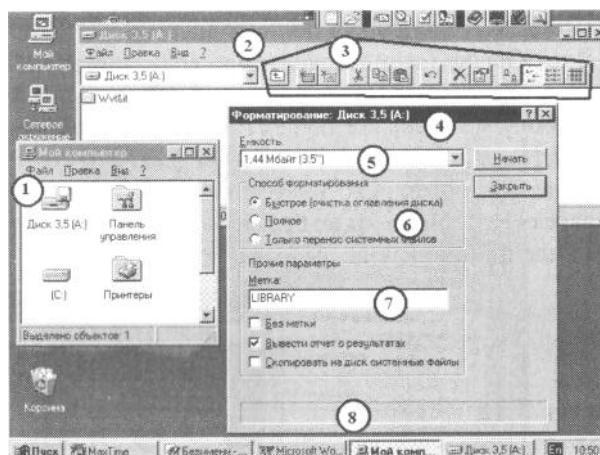 Мой компьютер
Сетевое окружение
Корзина
2
Диск 3,5 (A:)
Файл Правка Вид ?
3
Диск 3,5 (A:)
Мой компьютер
Файл Правка Вид ?
1
Диск 3,5 (A:)
Панель управления
(C:)
Принтеры
Выделено объектов: 1
Форматирование: Диск 3,5 (A:)
4
Емкость:
1,44 Мбайт (3.5")
5
Начать
Закрыть
Способ форматирования
Быстрое (очистка оглавления диска)
Полное
6
Только перенос системных файлов
Прочие параметры
Метка:
LIBRARY
7
Без метки
Вывести отчет о результатах
Скопировать на диск системные файлы
8
Пуск
Microsoft Wo...
Мой комп...
Диск 3,5 (A:)
En
10:50